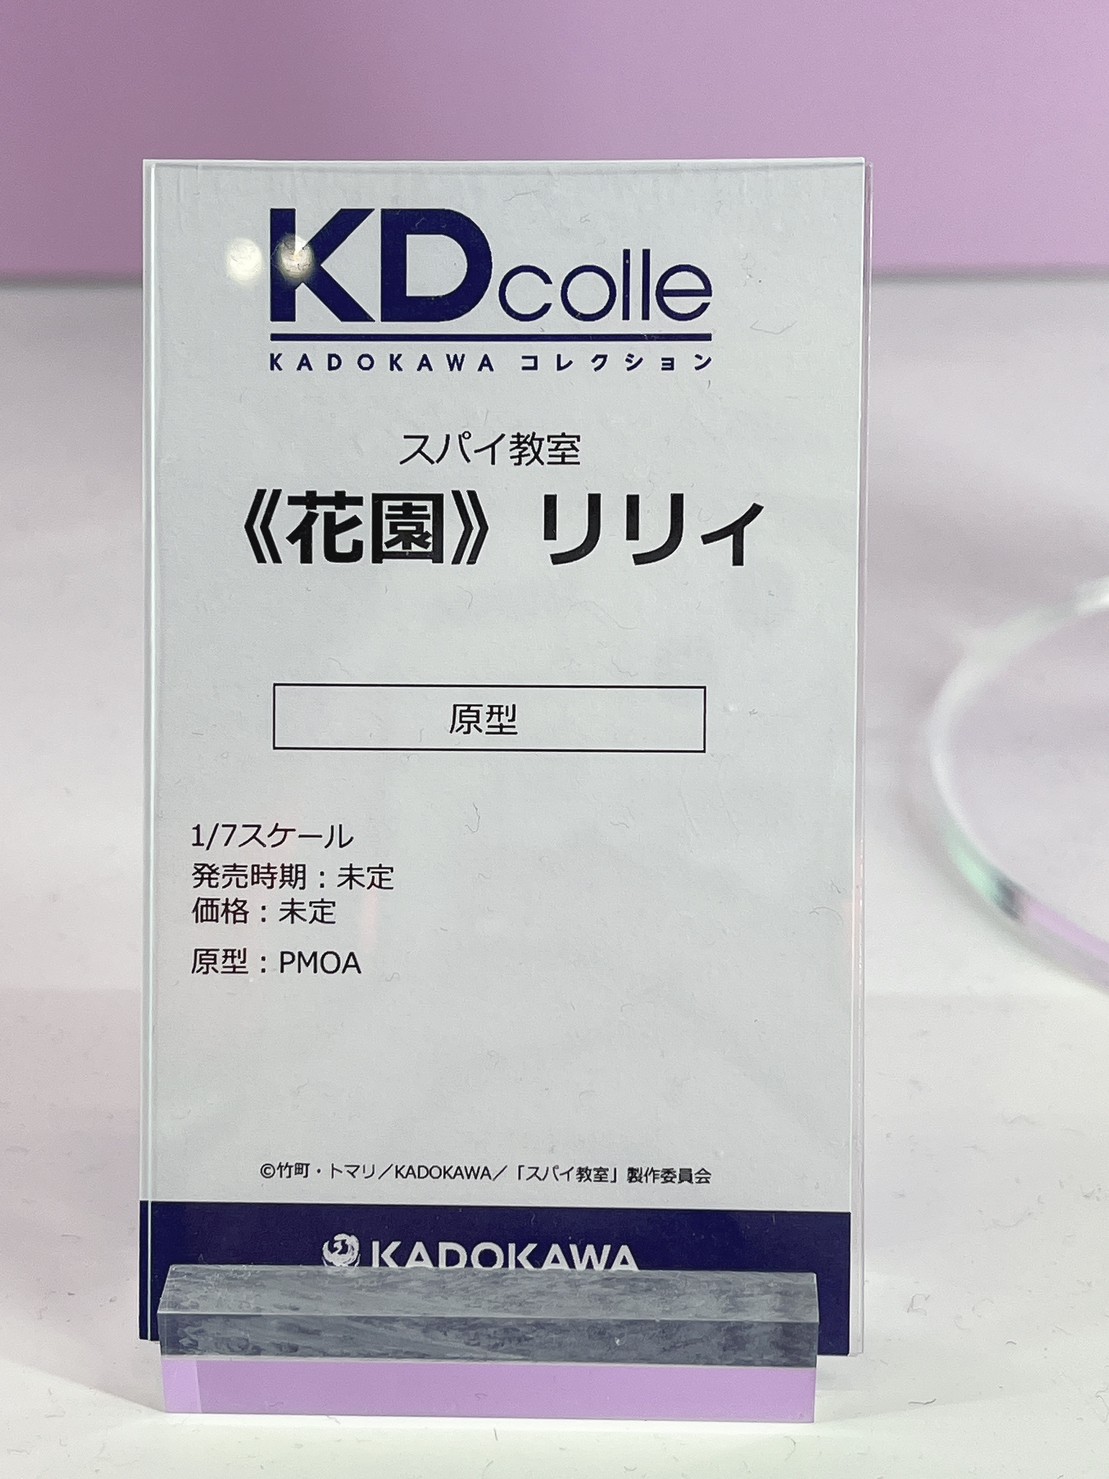 KDcolle
KADOKAWA コレクション
スパイ教室
《花園》 リリィ
原型
1/7スケール
発売時期：未定
価格：未定
原型：PMOA
©竹町・トマリ／KADOKAWA／「スパイ教室」製作委員会
KADOKAWA